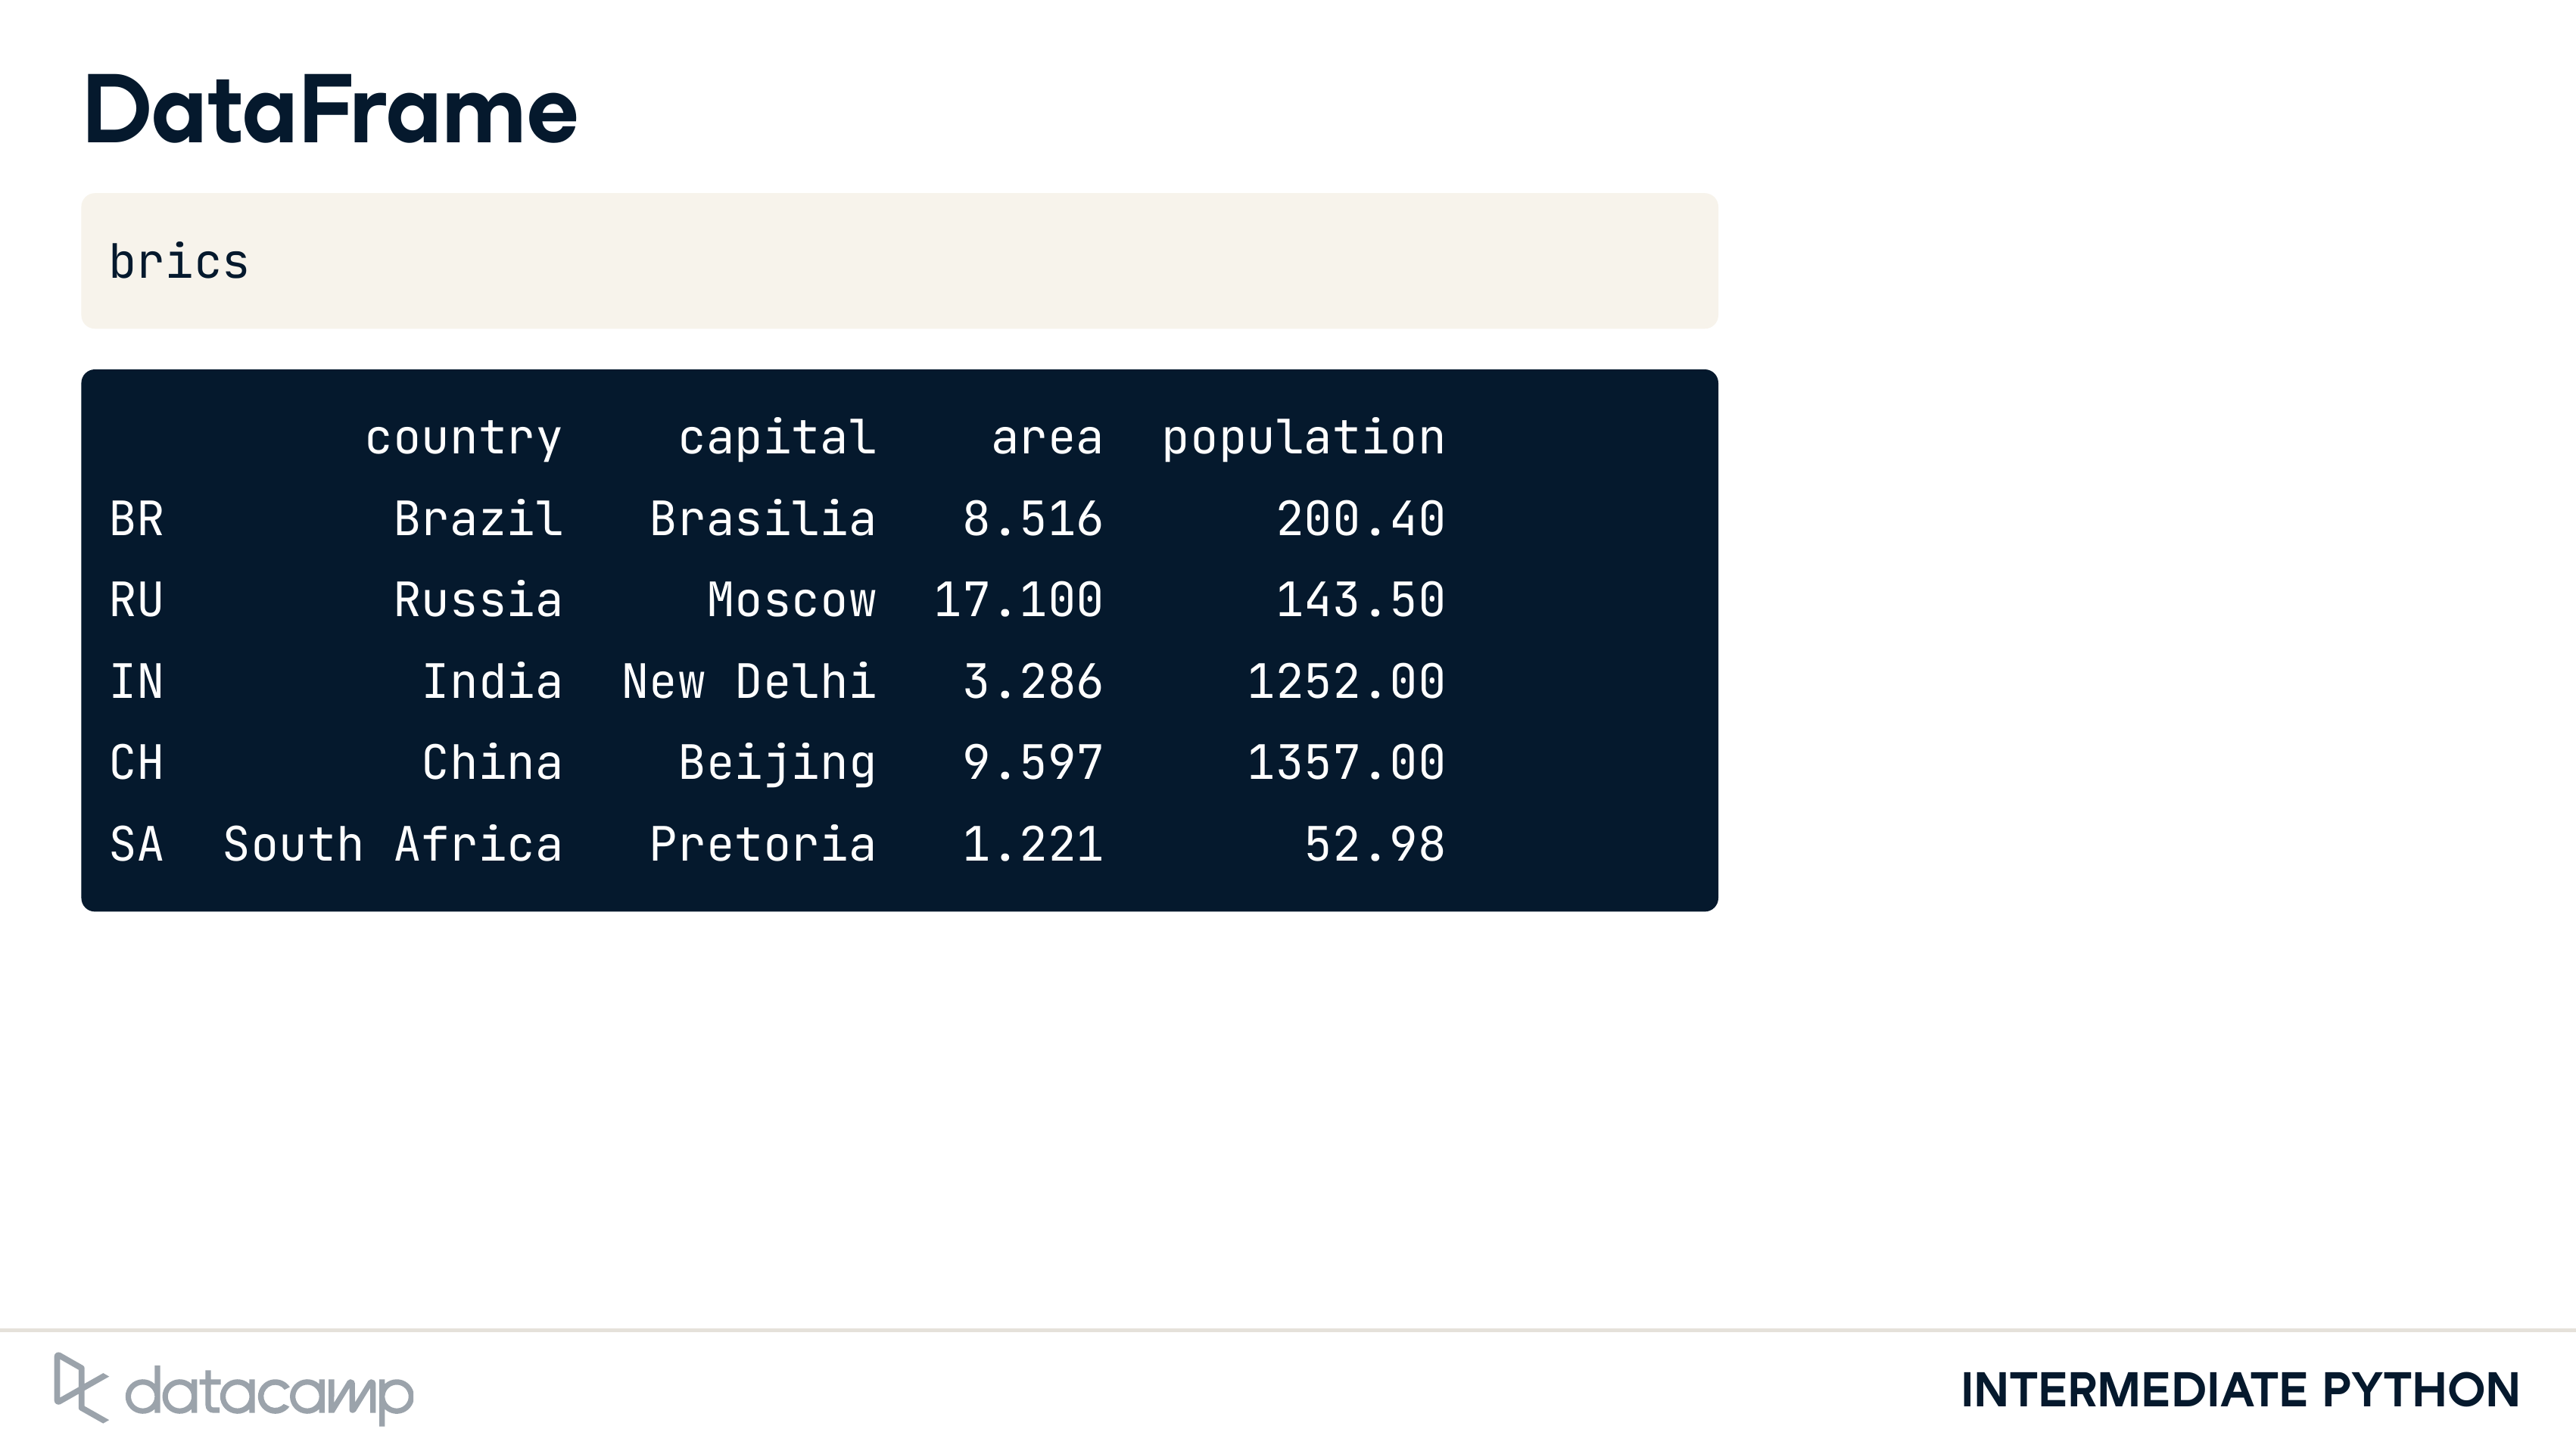 DataFrame
brics
country capital area population
BR Brazil Brasilia 8.516 200.40
RU Russia Moscow 17.100 143.50
IN India New Delhi 3.286 1252.00
CH China Beijing 9.597 1357.00
SA South Africa Pretoria 1.221 52.98
datacamp
INTERMEDIATE PYTHON